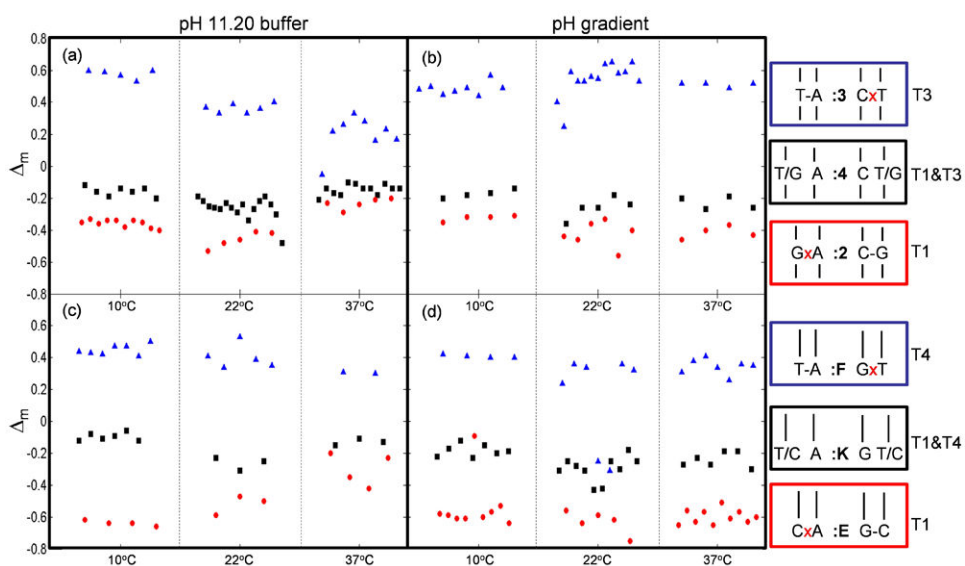 pH 11.20 buffer pH gradient
0.8 (a) (b)
0.6
0.4
0.2
Δm 0
-0.2
-0.4
-0.6
-0.8
10°C 22°C 37°C 10°C 22°C 37°C
T-A :3 CxT T3
T/G A :4 C T/G T1&T3
GxA :2 C-G T1
(c) (d)
0.6
0.4
0.2
Δm 0
-0.2
-0.4
-0.6
-0.8
10°C 22°C 37°C 10°C 22°C 37°C
T-A :F GxT T4
T/C A :K G T/C T1&T4
CxA :E G-C T1